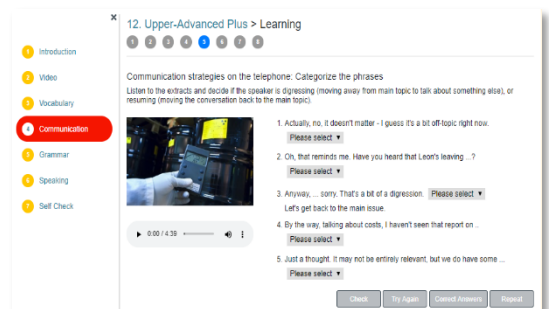 x
12. Upper-Advanced Plus > Learning
1 2 3 4 5 6 7 8
1 Introduction
2 Video
3 Vocabulary
4 Communication
5 Grammar
6 Speaking
7 Self Check
Communication strategies on the telephone: Categorize the phrases
Listen to the extracts and decide if the speaker is digressing (moving away from main topic to talk about something else), or
resuming (moving the conversation back to the main topic).
1. Actually, no, it doesn't matter - I guess it's a bit off-topic right now.
Please select
2. Oh, that reminds me. Have you heard that Leon's leaving ...?
Please select
3. Anyway, ... sorry. That's a bit of a digression. Please select
Let's get back to the main issue.
4. By the way, talking about costs, I haven't seen that report on ..
Please select
5. Just a thought. It may not be entirely relevant, but we do have some ...
Please select
0:00 / 4:39
Check Try Again Correct Answers Repeat